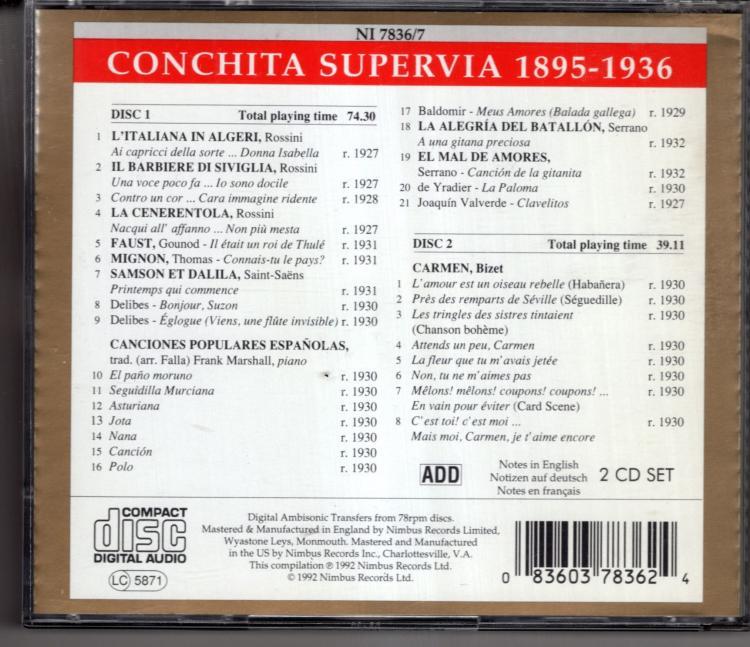 NI 7836/7
CONCHITA SUPERVIA 1895-1936
DISC 1 Total playing time 74.30
1 L'ITALIANA IN ALGERI, Rossini
Ai capricci della sorte ... Donna Isabella r. 1927
2 IL BARBIERE DI SIVIGLIA, Rossini
Una voce poco fa ... Io sono docile r. 1927
3 Contro un cor ... Cara immagine ridente r. 1928
4 LA CENERENTOLA, Rossini
Nacqui all' affanno ... Non più mesta r. 1927
5 FAUST, Gounod - Il était un roi de Thulé r. 1931
6 MIGNON, Thomas - Connais-tu le pays? r. 1931
7 SAMSON ET DALILA, Saint-Saëns
Printemps qui commence r. 1931
8 Delibes - Bonjour, Suzon r. 1930
9 Delibes - Églogue (Viens, une flûte invisible) r. 1930
CANCIONES POPULARES ESPAÑOLAS,
trad. (arr. Falla) Frank Marshall, piano
10 El paño moruno r. 1930
11 Seguidilla Murciana r. 1930
12 Asturiana r. 1930
13 Jota r. 1930
14 Nana r. 1930
15 Canción r. 1930
16 Polo r. 1930
17 Baldomir - Meus Amores (Balada gallega) r. 1929
18 LA ALEGRÍA DEL BATALLÓN, Serrano
A una gitana preciosa r. 1932
19 EL MAL DE AMORES,
Serrano - Canción de la gitanita r. 1932
20 de Yradier - La Paloma r. 1930
21 Joaquín Valverde - Clavelitos r. 1927
DISC 2 Total playing time 39.11
CARMEN, Bizet
1 L'amour est un oiseau rebelle (Habañera) r. 1930
2 Près des remparts de Séville (Séguedille) r. 1930
3 Les tringles des sistres tintaient r. 1930
(Chanson bohème)
4 Attends un peu, Carmen r. 1930
5 La fleur que tu m'avais jetée r. 1930
6 Non, tu ne m'aimes pas r. 1930
7 Mêlons! mêlons! coupons! coupons! ... r. 1930
En vain pour éviter (Card Scene)
8 C'est toi! c'est moi ... r. 1930
Mais moi, Carmen, je t'aime encore
ADD
Notes in English
Notizen auf deutsch
Notes en français
2 CD SET
COMPACT
disc
DIGITAL AUDIO
LC 5871
Digital Ambisonic Transfers from 78rpm discs.
Mastered & Manufactured in England by Nimbus Records Limited,
Wyastone Leys, Monmouth. Mastered and Manufactured
in the US by Nimbus Records Inc., Charlottesville, V.A.
This compilation ℗ 1992 Nimbus Records Ltd.
© 1992 Nimbus Records Ltd.
0 83603 78362 4